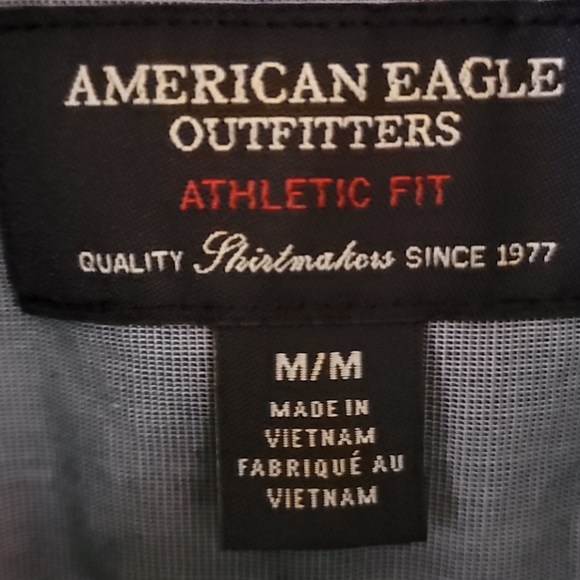 AMERICAN EAGLE
OUTFITTERS
ATHLETIC FIT
QUALITY Shirtmakers SINCE 1977
M/M
MADE IN
VIETNAM
FABRIQUÉ AU
VIETNAM